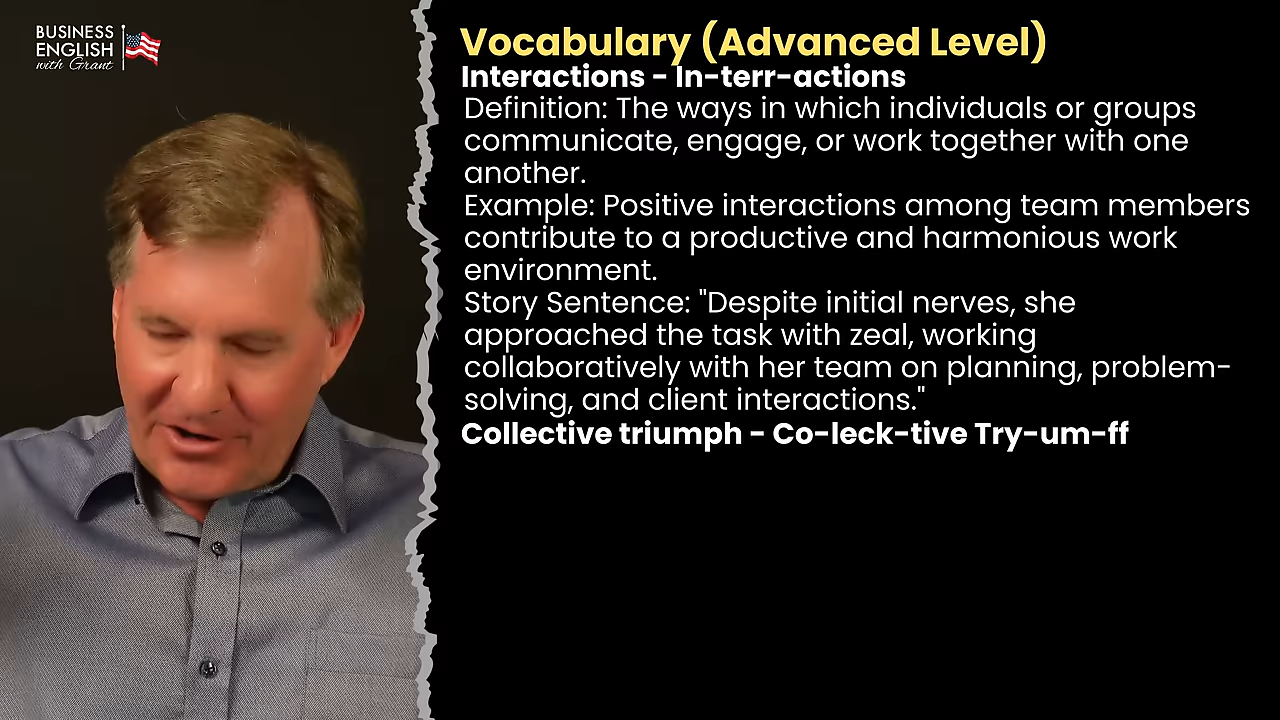 BUSINESS
ENGLISH
with Grant
Vocabulary (Advanced Level)
Interactions - In-terr-actions
Definition: The ways in which individuals or groups
communicate, engage, or work together with one
another.
Example: Positive interactions among team members
contribute to a productive and harmonious work
environment.
Story Sentence: "Despite initial nerves, she
approached the task with zeal, working
collaboratively with her team on planning, problem-
solving, and client interactions."
Collective triumph - Co-leck-tive Try-um-ff